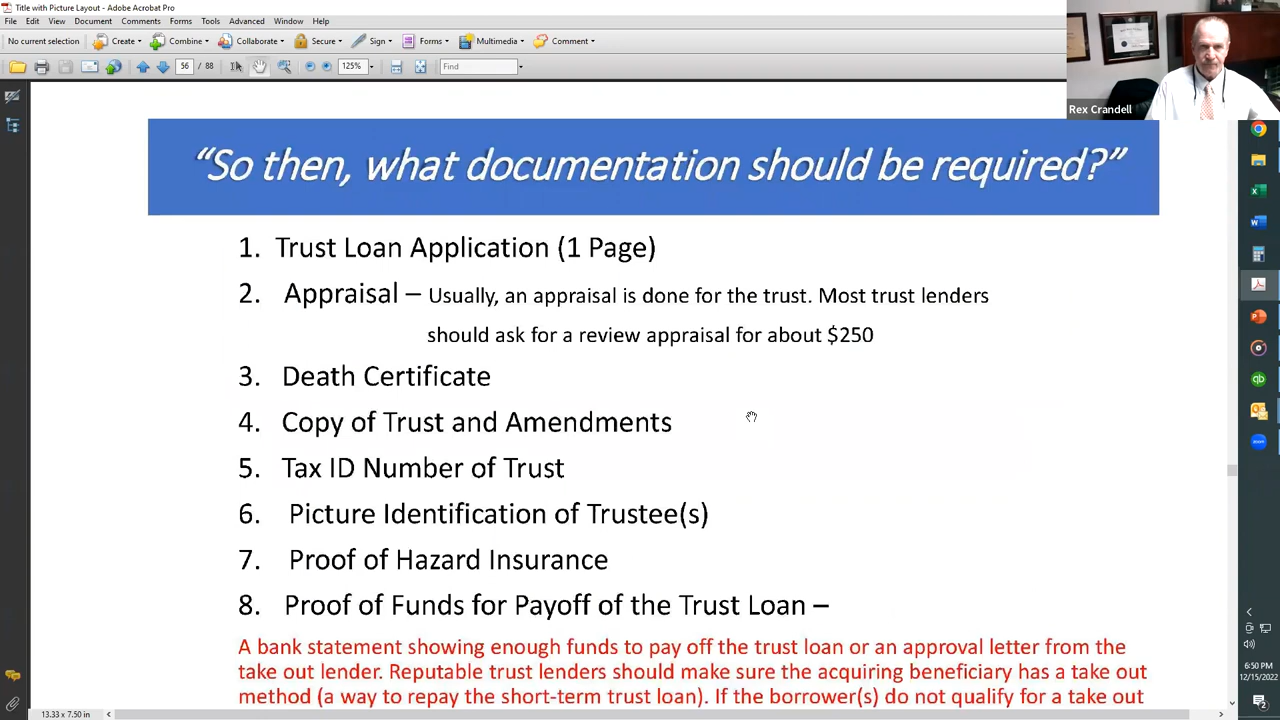 Title with Picture Layout - Adobe Acrobat Pro
File Edit View Document Comments Forms Tools Advanced Window Help
No current selection Create Combine Collaborate Secure Sign Forms Multimedia Comment
56 / 88 125% Find
Rex Crandell
“So then, what documentation should be required?”
1. Trust Loan Application (1 Page)
2. Appraisal – Usually, an appraisal is done for the trust. Most trust lenders
should ask for a review appraisal for about $250
3. Death Certificate
4. Copy of Trust and Amendments
5. Tax ID Number of Trust
6. Picture Identification of Trustee(s)
7. Proof of Hazard Insurance
8. Proof of Funds for Payoff of the Trust Loan –
A bank statement showing enough funds to pay off the trust loan or an approval letter from the
take out lender. Reputable trust lenders should make sure the acquiring beneficiary has a take out
method (a way to repay the short-term trust loan). If the borrower(s) do not qualify for a take out
6:50 PM
12/15/2022
13.33 x 7.50 in